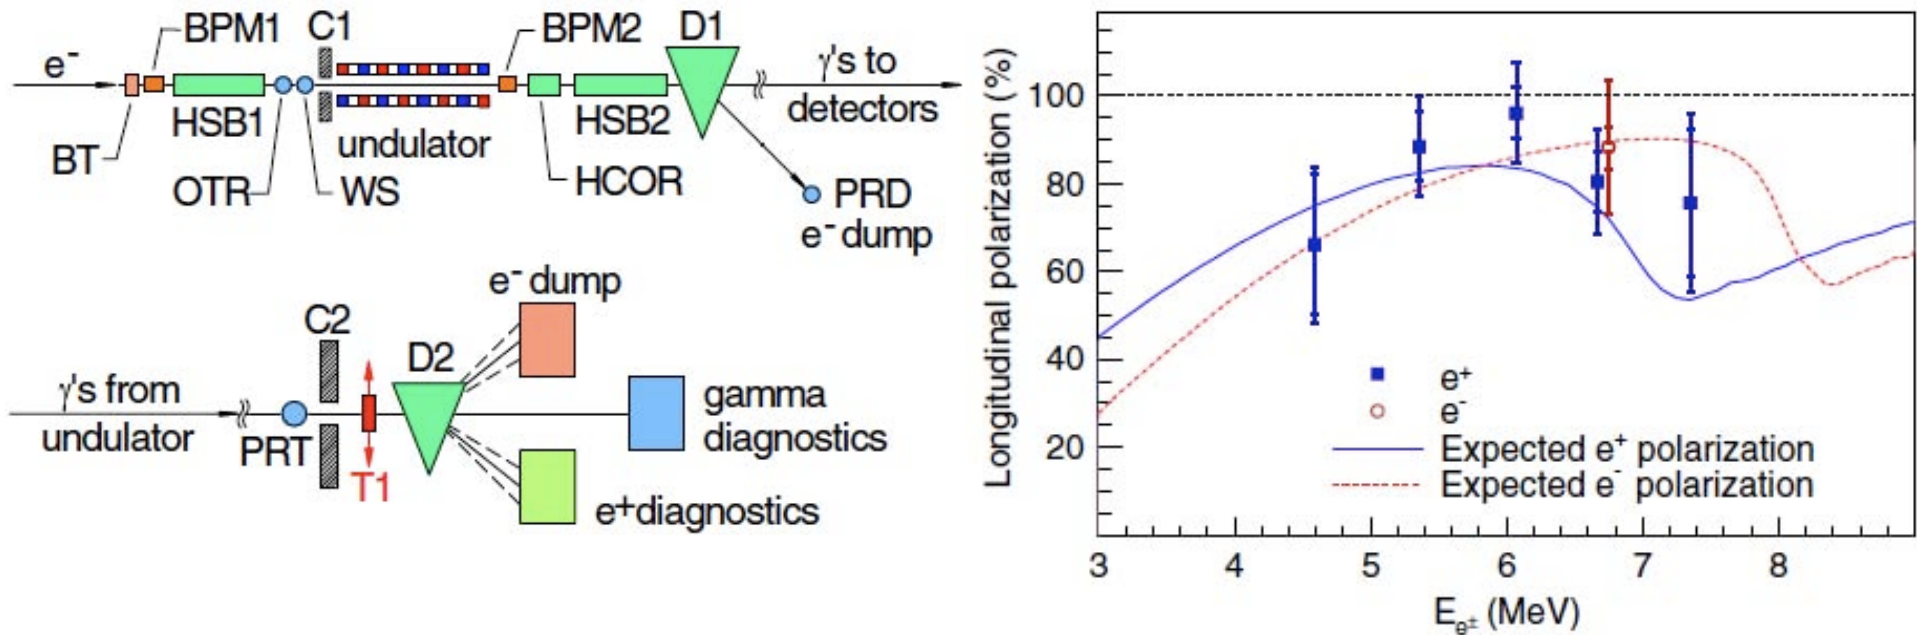 BPM1
C1
BPM2
D1
e-
γ's to
detectors
HSB1
HSB2
undulator
BT
OTR
WS
HCOR
PRD
e- dump
e- dump
C2
D2
γ's from
undulator
PRT
T1
gamma
diagnostics
e+diagnostics
Longitudinal polarization (%)
100
80
60
40
20
e+
e-
Expected e+ polarization
Expected e- polarization
3 4 5 6 7 8
Ee± (MeV)